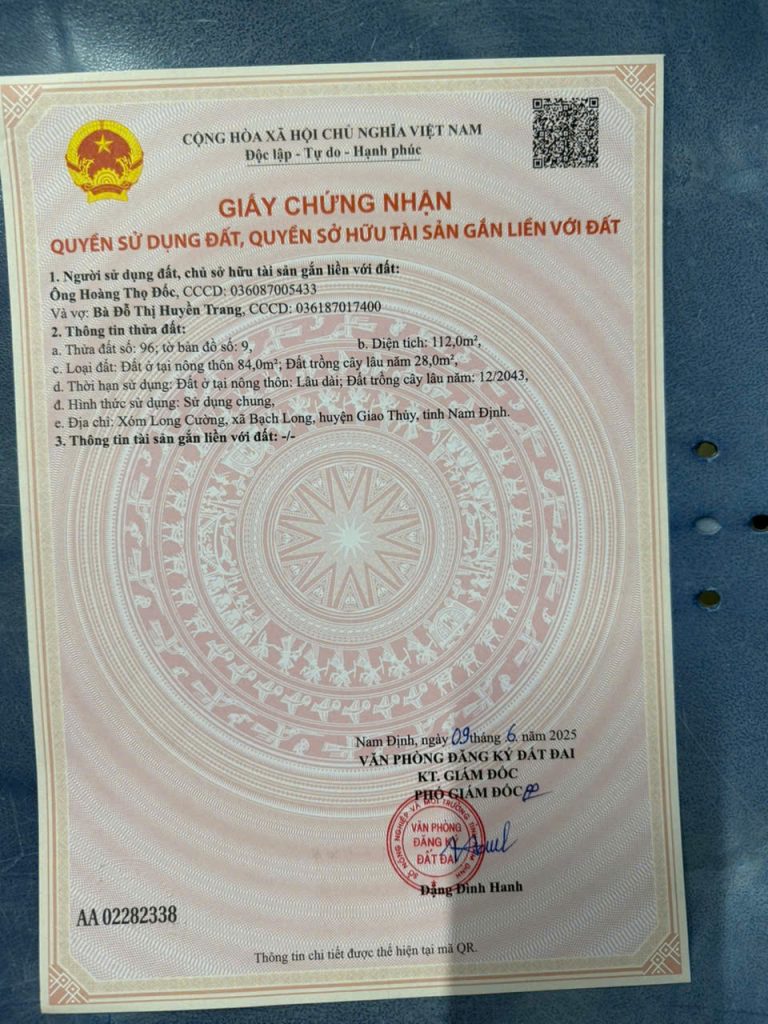 CỘNG HÒA XÃ HỘI CHỦ NGHĨA VIỆT NAM
Độc lập - Tự do - Hạnh phúc
GIẤY CHỨNG NHẬN
QUYỀN SỬ DỤNG ĐẤT, QUYỀN SỞ HỮU TÀI SẢN GẮN LIỀN VỚI ĐẤT
1. Người sử dụng đất, chủ sở hữu tài sản gắn liền với đất:
Ông Hoàng Thọ Đốc, CCCD: 036087005433
Và vợ: Bà Đỗ Thị Huyền Trang, CCCD: 036187017400
2. Thông tin thửa đất:
a. Thửa đất số: 96; tờ bản đồ số: 9, b. Diện tích: 112,0m²,
c. Loại đất: Đất ở tại nông thôn 84,0m²; Đất trồng cây lâu năm 28,0m²,
d. Thời hạn sử dụng: Đất ở tại nông thôn: Lâu dài; Đất trồng cây lâu năm: 12/2043,
đ. Hình thức sử dụng: Sử dụng chung,
e. Địa chỉ: Xóm Long Cường, xã Bạch Long, huyện Giao Thủy, tỉnh Nam Định.
3. Thông tin tài sản gắn liền với đất: -/-
Nam Định, ngày 09 tháng 6 năm 2025
VĂN PHÒNG ĐĂNG KÝ ĐẤT ĐAI
KT. GIÁM ĐỐC
PHÓ GIÁM ĐỐC
SỞ NÔNG NGHIỆP VÀ MÔI TRƯỜNG TỈNH NAM ĐỊNH
VĂN PHÒNG
ĐĂNG KÝ
ĐẤT ĐAI
Đặng Đình Hanh
AA 02282338
Thông tin chi tiết được thể hiện tại mã QR.